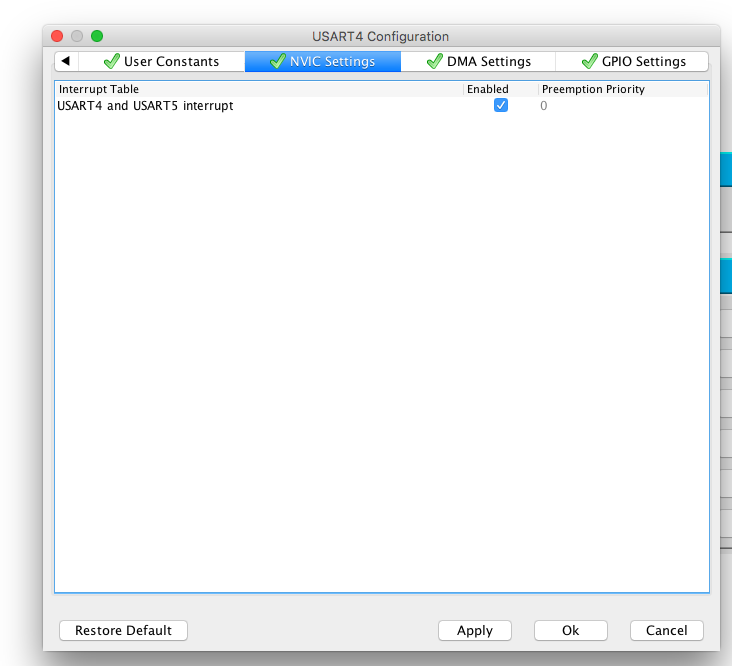 USART4 Configuration
User Constants NVIC Settings DMA Settings GPIO Settings
Interrupt Table Enabled Preemption Priority
USART4 and USART5 interrupt 0
Restore Default Apply Ok Cancel